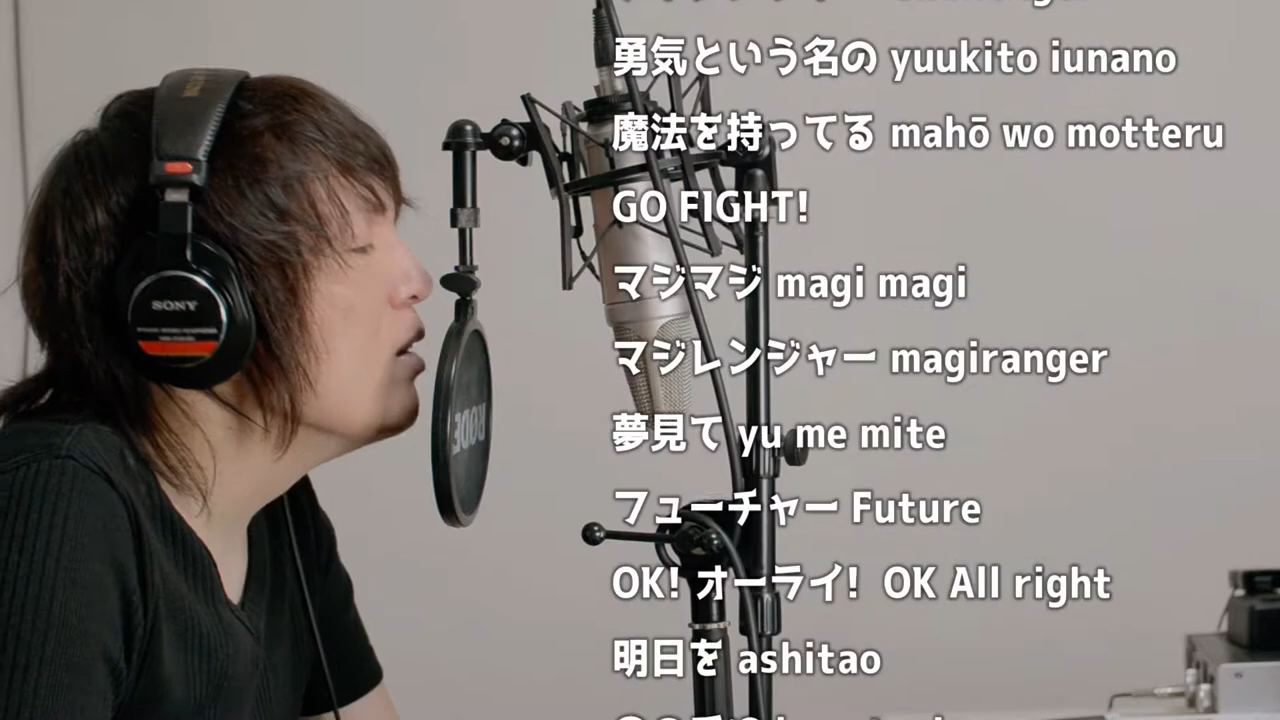 勇気という名の yuukito iunano
魔法を持ってる mahō wo motteru
GO FIGHT!
マジマジ magi magi
マジレンジャー magiranger
夢見て yu me mite
フューチャー Future
OK! オーライ! OK All right
明日を ashitao
SONY
RØDE